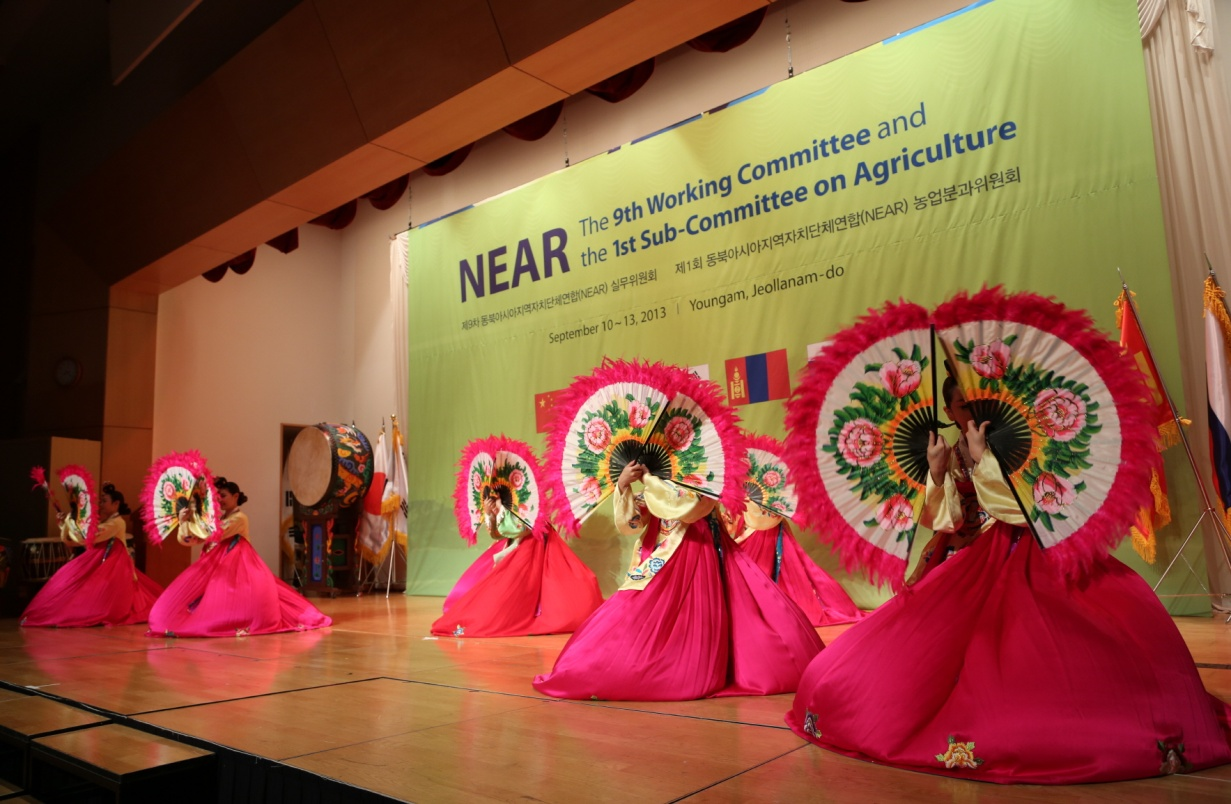 NEAR
The 9th Working Committee and
the 1st Sub-Committee on Agriculture
제9차 동북아시아지역자치단체연합(NEAR) 실무위원회 제1회 동북아시아지역자치단체연합(NEAR) 농업분과위원회
September 10~13, 2013 | Youngam, Jeollanam-do